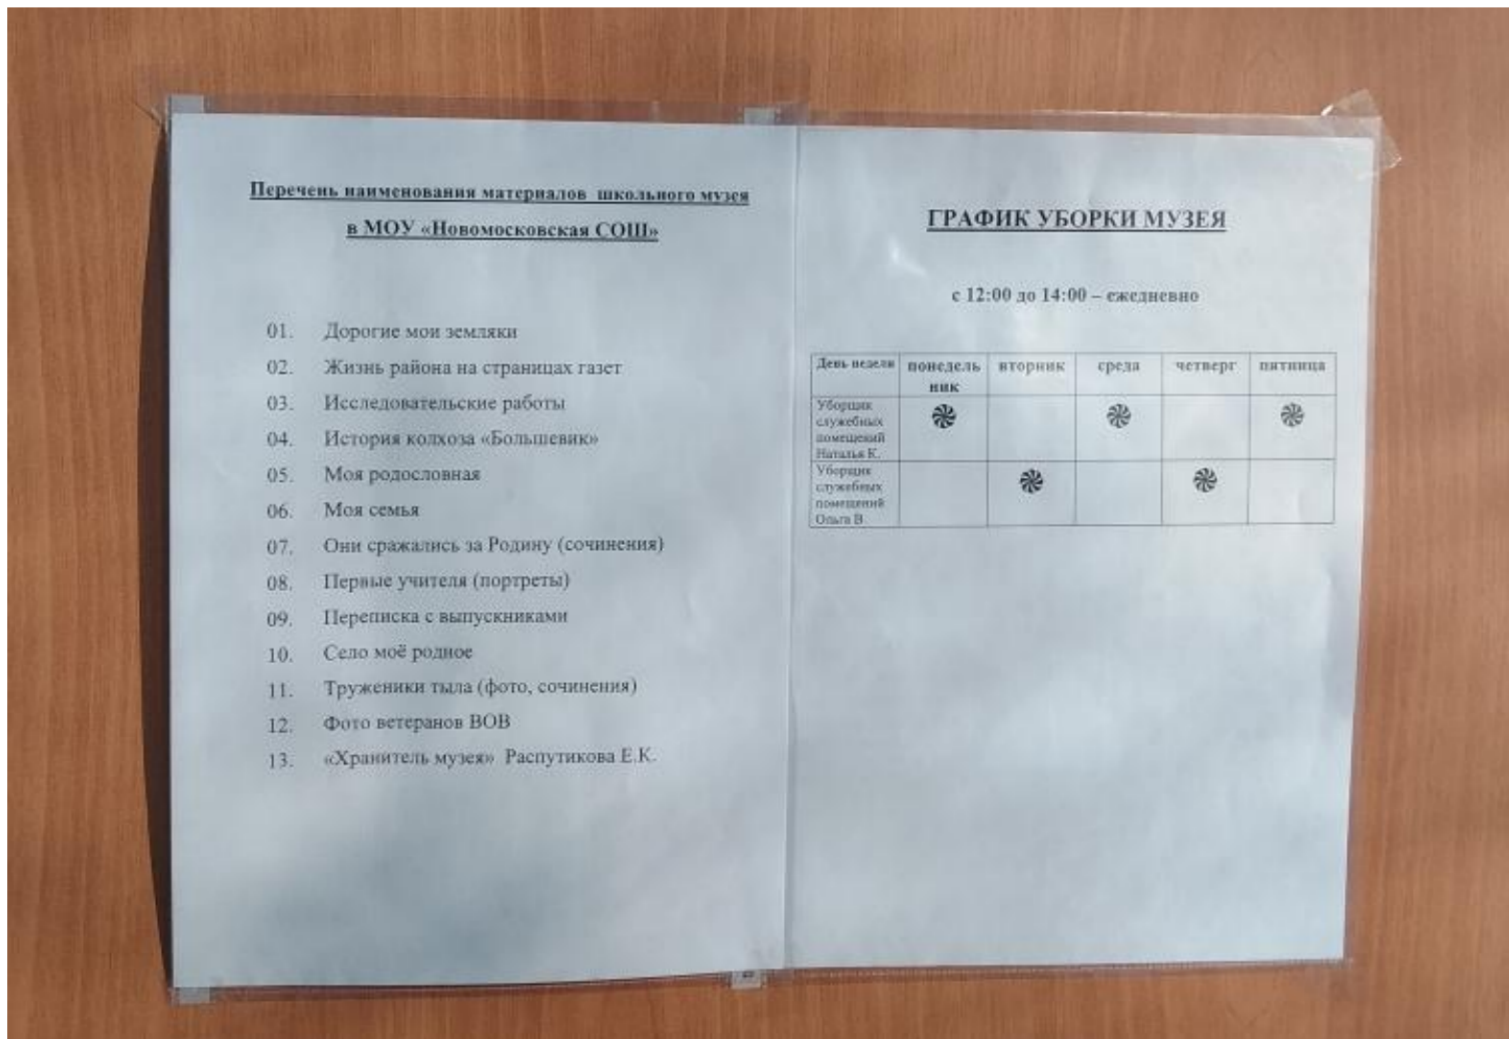 Перечень наименования материалов школьного музея
в МОУ «Новомосковская СОШ»
01. Дорогие мои земляки
02. Жизнь района на страницах газет
03. Исследовательские работы
04. История колхоза «Большевик»
05. Моя родословная
06. Моя семья
07. Они сражались за Родину (сочинения)
08. Первые учителя (портреты)
09. Переписка с выпускниками
10. Село моё родное
11. Труженики тыла (фото, сочинения)
12. Фото ветеранов ВОВ
13. «Хранитель музея» Распутикова Е.К.
ГРАФИК УБОРКИ МУЗЕЯ
с 12:00 до 14:00 – ежедневно
День недели понедель вторник среда четверг пятница
ник
Уборщик
служебных
помещений
Наталья К.
Уборщик
служебных
помещений
Ольга В.